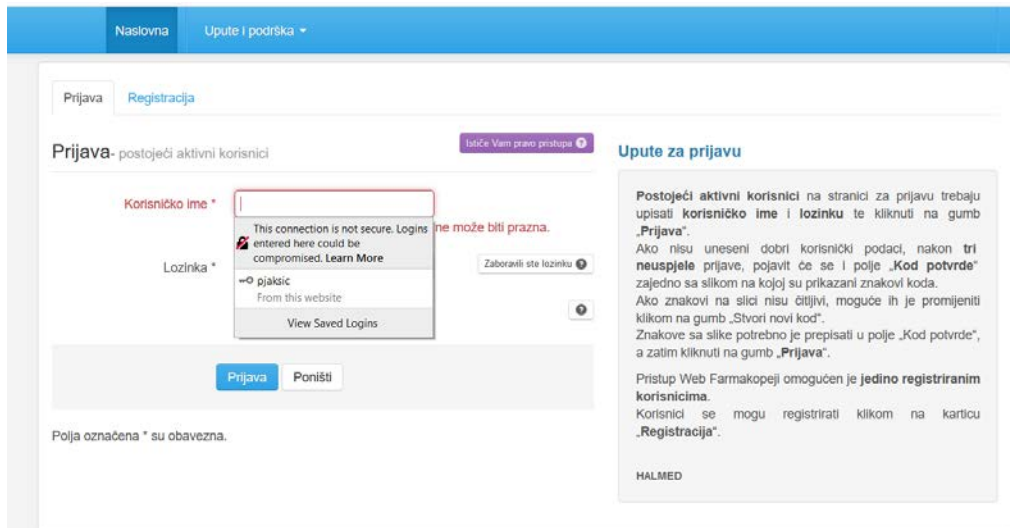 Naslovna Upute i podrška
Prijava Registracija
Prijava- postojeći aktivni korisnici
Ističe Vam pravo pristupa
Korisničko ime *
ne može biti prazna.
This connection is not secure. Logins
entered here could be
compromised. Learn More
pjaksic
From this website
View Saved Logins
Lozinka *
Zaboravili ste lozinku
Prijava Poništi
Polja označena * su obavezna.
Upute za prijavu
Postojeći aktivni korisnici na stranici za prijavu trebaju
upisati korisničko ime i lozinku te kliknuti na gumb
„Prijava“.
Ako nisu uneseni dobri korisnički podaci, nakon tri
neuspjele prijave, pojavit će se i polje „Kod potvrde“
zajedno sa slikom na kojoj su prikazani znakovi koda.
Ako znakovi na slici nisu čitljivi, moguće ih je promijeniti
klikom na gumb „Stvori novi kod“.
Znakove sa slike potrebno je prepisati u polje „Kod potvrde“,
a zatim kliknuti na gumb „Prijava“.
Pristup Web Farmakopeji omogućen je jedino registriranim
korisnicima.
Korisnici se mogu registrirati klikom na karticu
„Registracija“.
HALMED